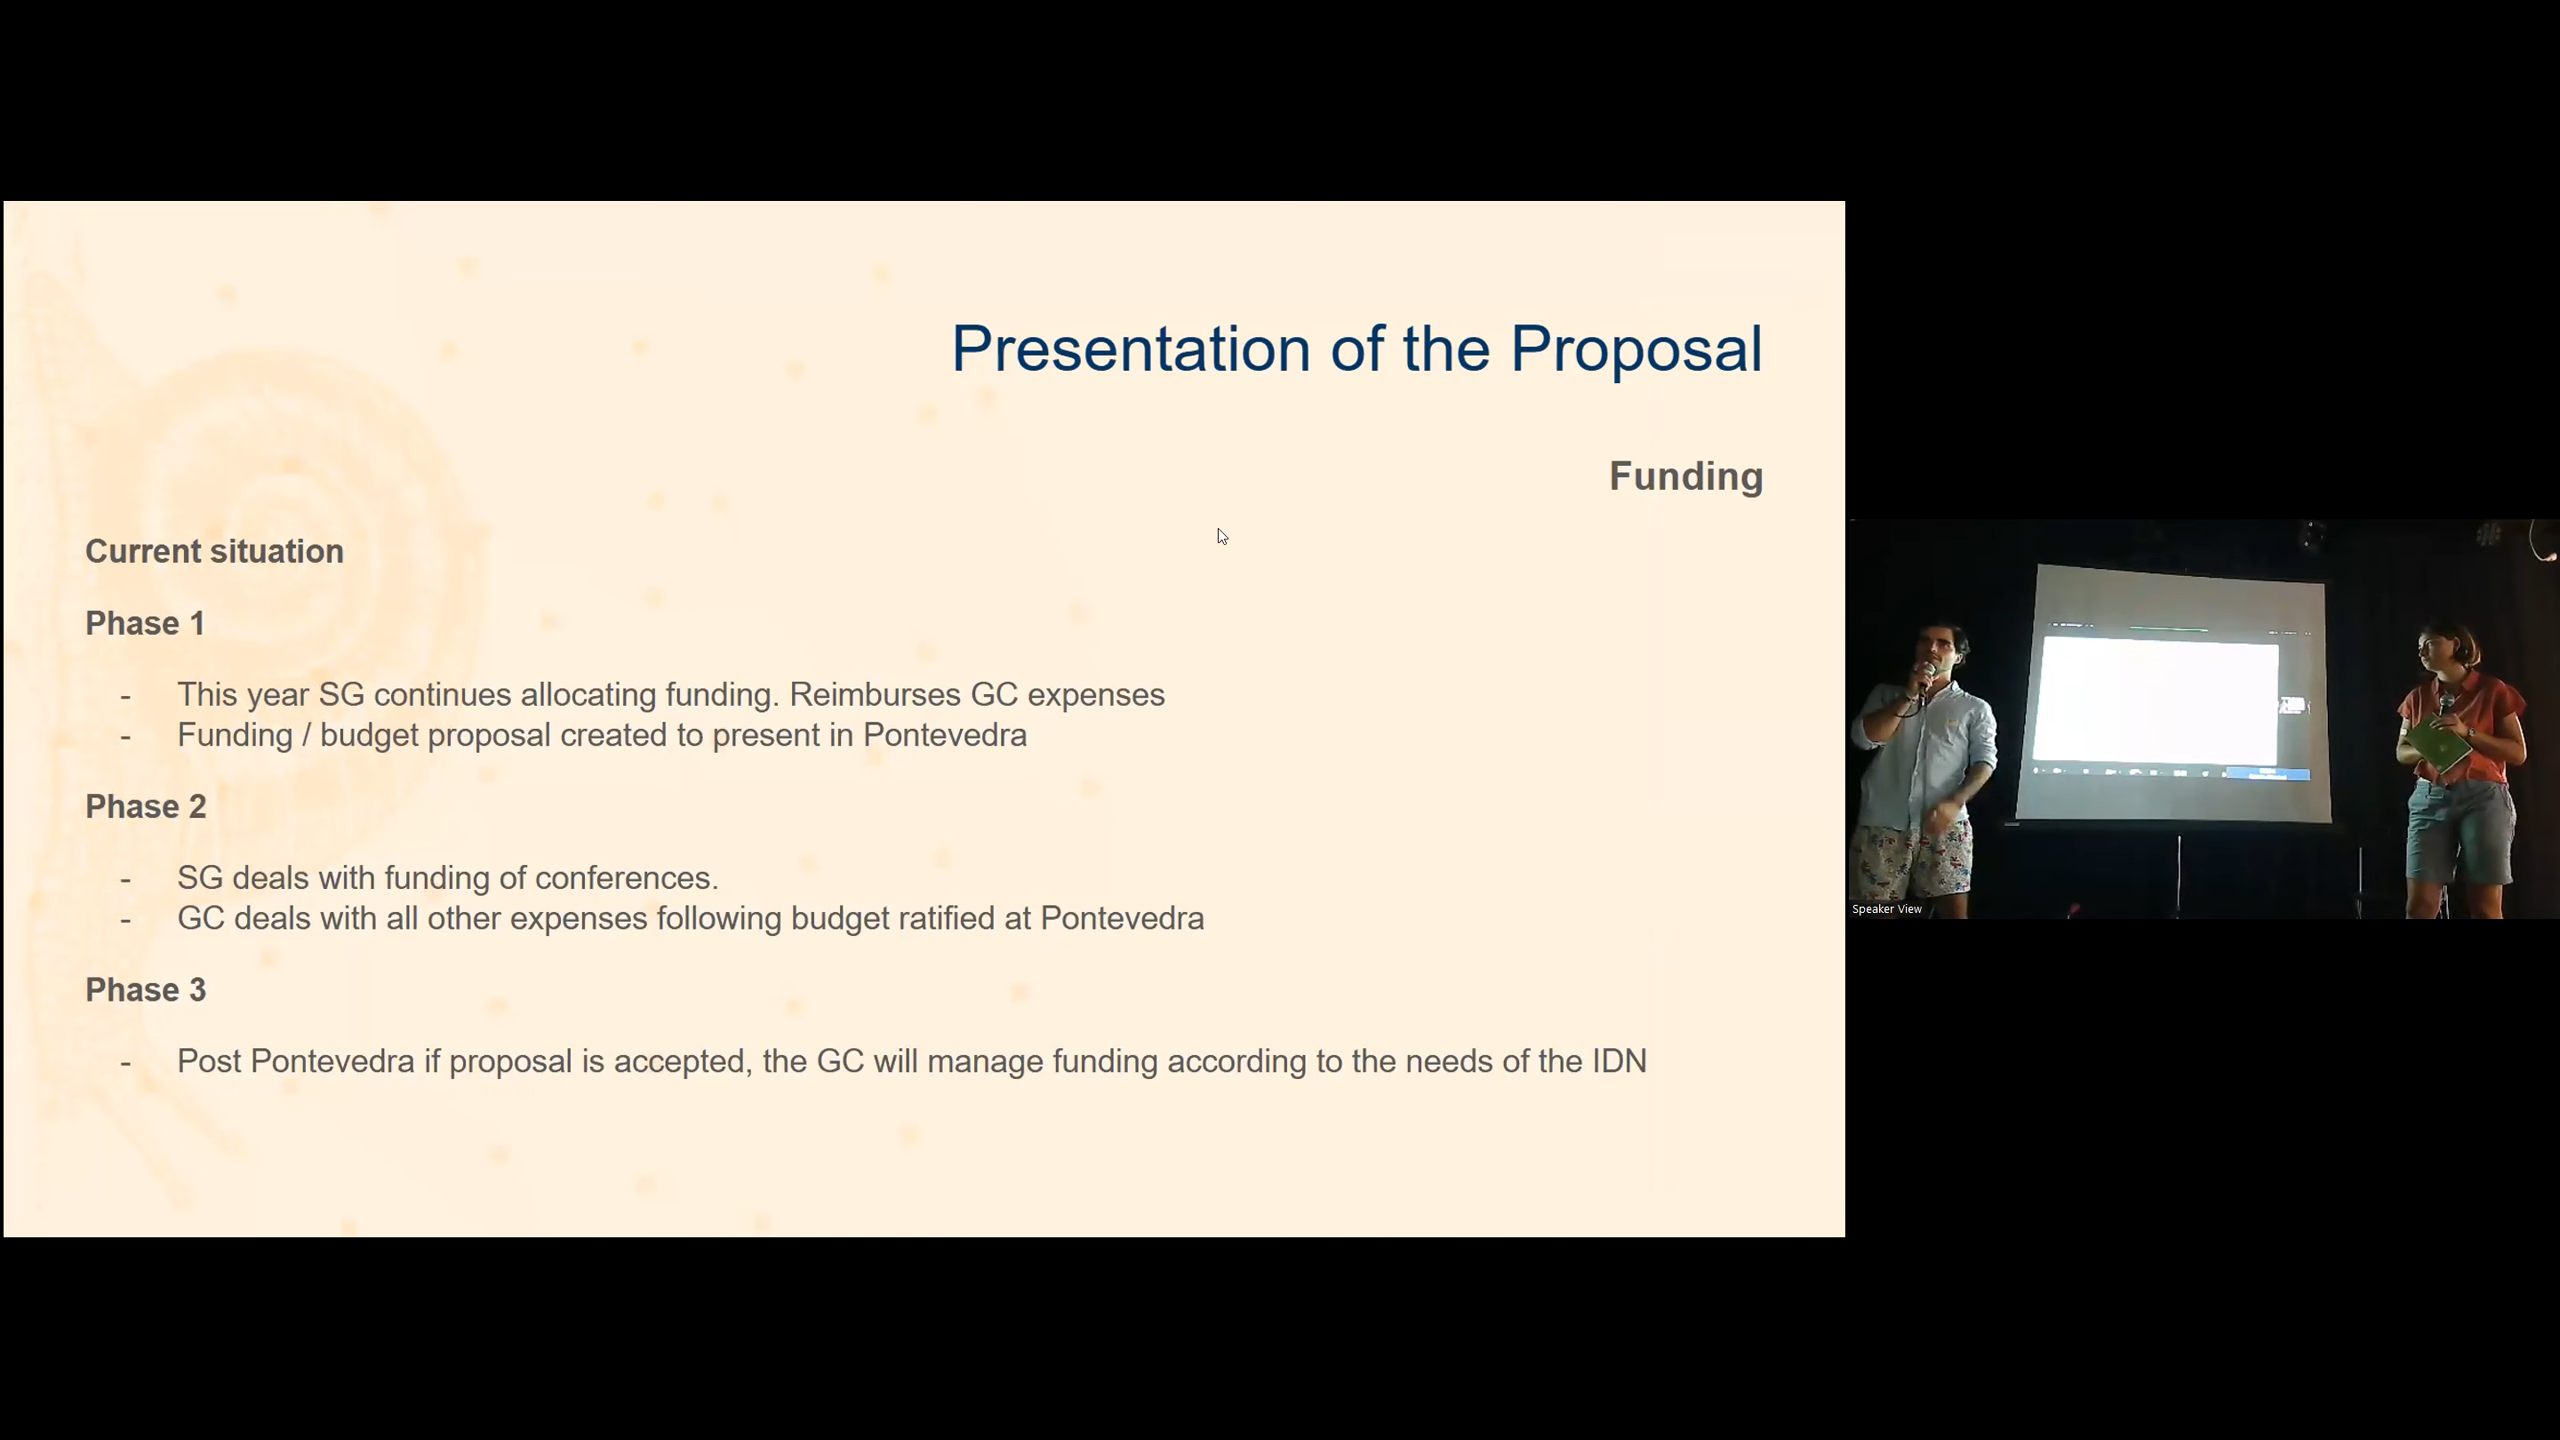 Presentation of the Proposal
Funding
Current situation
Phase 1
- This year SG continues allocating funding. Reimburses GC expenses
- Funding / budget proposal created to present in Pontevedra
Phase 2
- SG deals with funding of conferences.
- GC deals with all other expenses following budget ratified at Pontevedra
Phase 3
- Post Pontevedra if proposal is accepted, the GC will manage funding according to the needs of the IDN
Speaker View